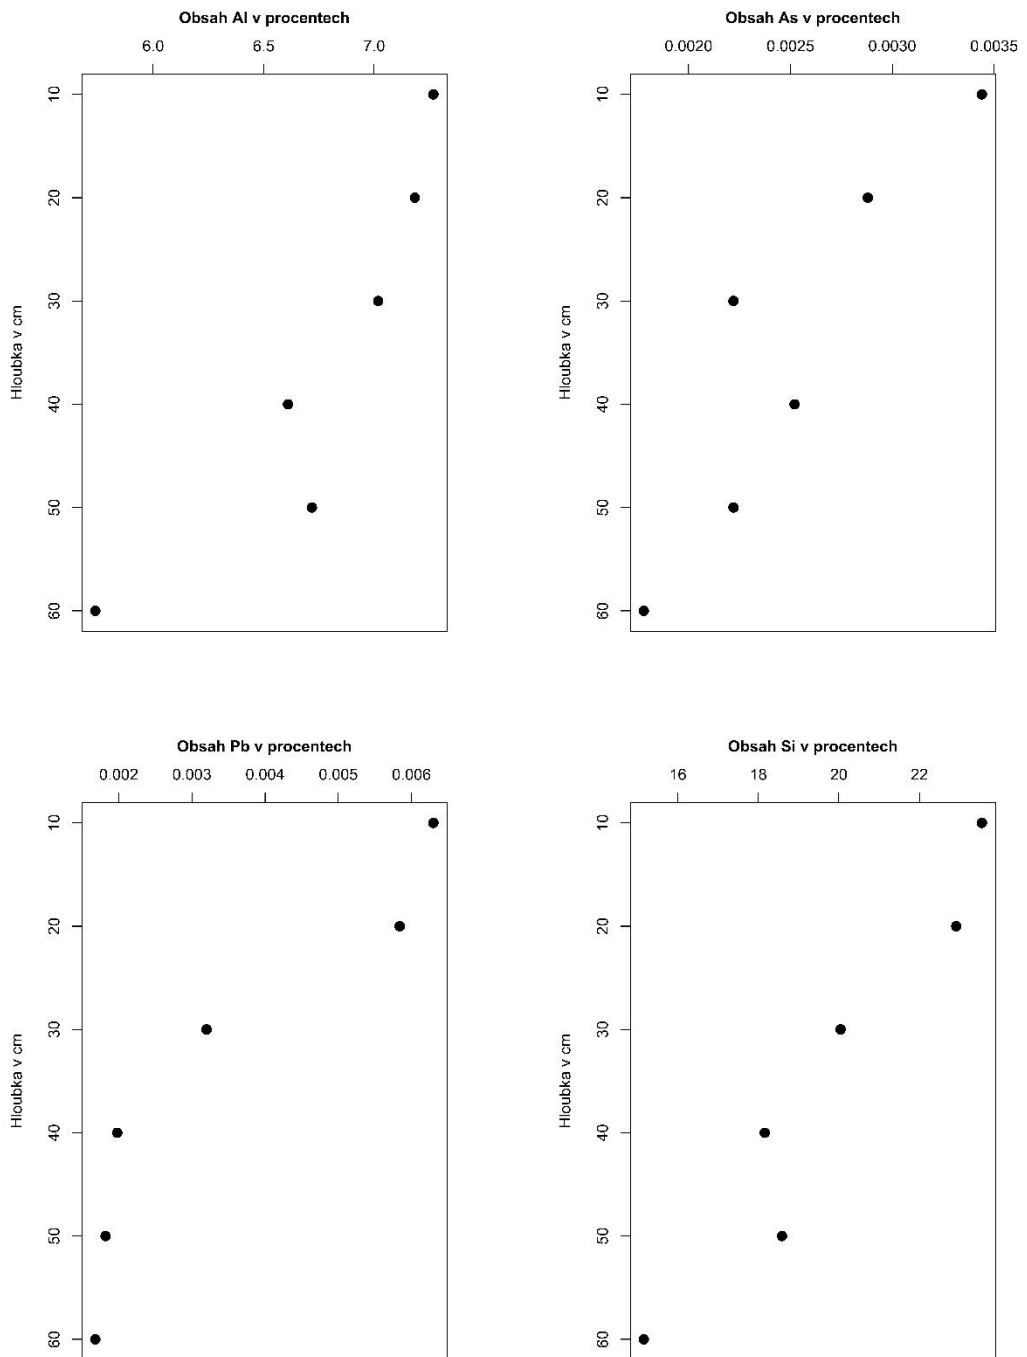 Obsah Al v procentech
6.0 6.5 7.0
10
20
30
40
50
60
Hloubka v cm
Obsah As v procentech
0.0020 0.0025 0.0030 0.0035
10
20
30
40
50
60
Hloubka v cm
Obsah Pb v procentech
0.002 0.003 0.004 0.005 0.006
10
20
30
40
50
60
Hloubka v cm
Obsah Si v procentech
16 18 20 22
10
20
30
40
50
60
Hloubka v cm